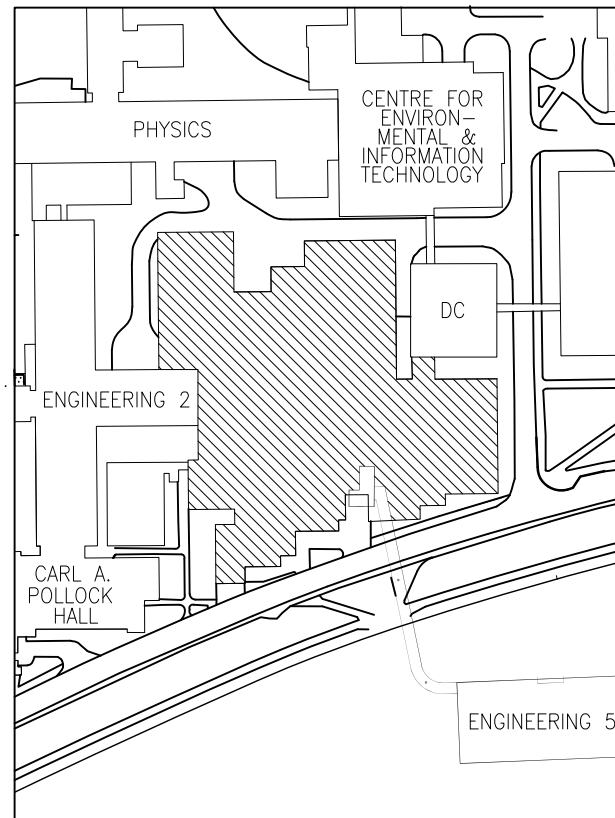 PHYSICS
CENTRE FOR
ENVIRON–
MENTAL &
INFORMATION
TECHNOLOGY
DC
ENGINEERING 2
CARL A.
POLLOCK
HALL
ENGINEERING 5